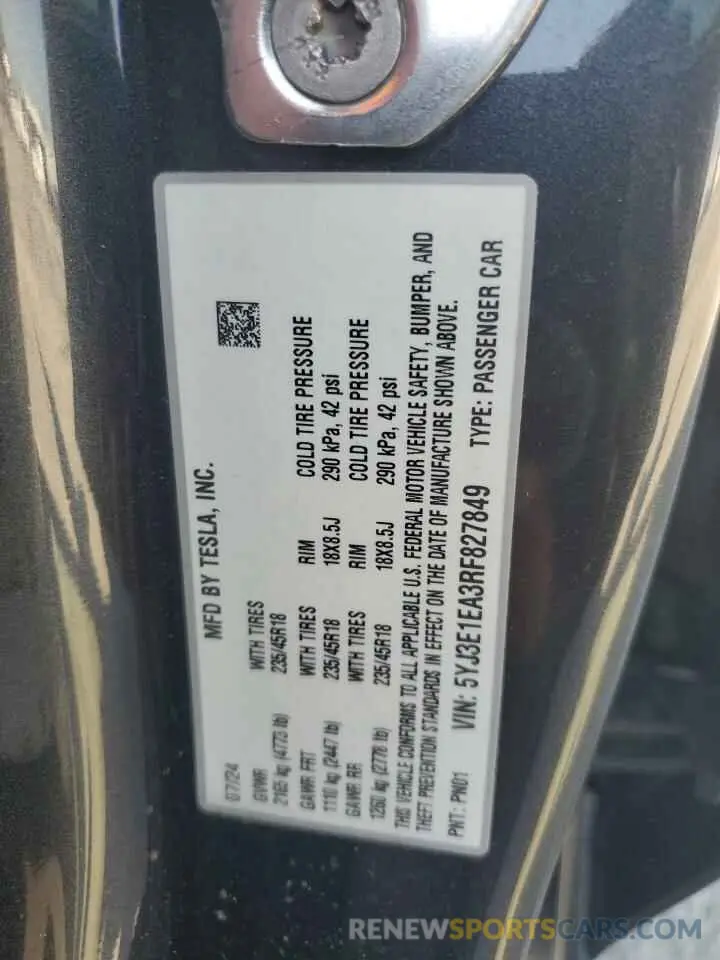 MFD BY TESLA, INC.
07/24
GVWR WITH TIRES
2165 kg (4773 lb) 235/45R18
GAWR FRT WITH TIRES RIM COLD TIRE PRESSURE
1110 kg (2447 lb) 235/45R18 18X8.5J 290 kPa, 42 psi
GAWR RR WITH TIRES RIM COLD TIRE PRESSURE
1260 kg (2778 lb) 235/45R18 18X8.5J 290 kPa, 42 psi
THIS VEHICLE CONFORMS TO ALL APPLICABLE U.S. FEDERAL MOTOR VEHICLE SAFETY, BUMPER, AND
THEFT PREVENTION STANDARDS IN EFFECT ON THE DATE OF MANUFACTURE SHOWN ABOVE.
PNT: PN01 VIN: 5YJ3E1EA3RF827849 TYPE: PASSENGER CAR
RENEWSPORTSCARS.COM